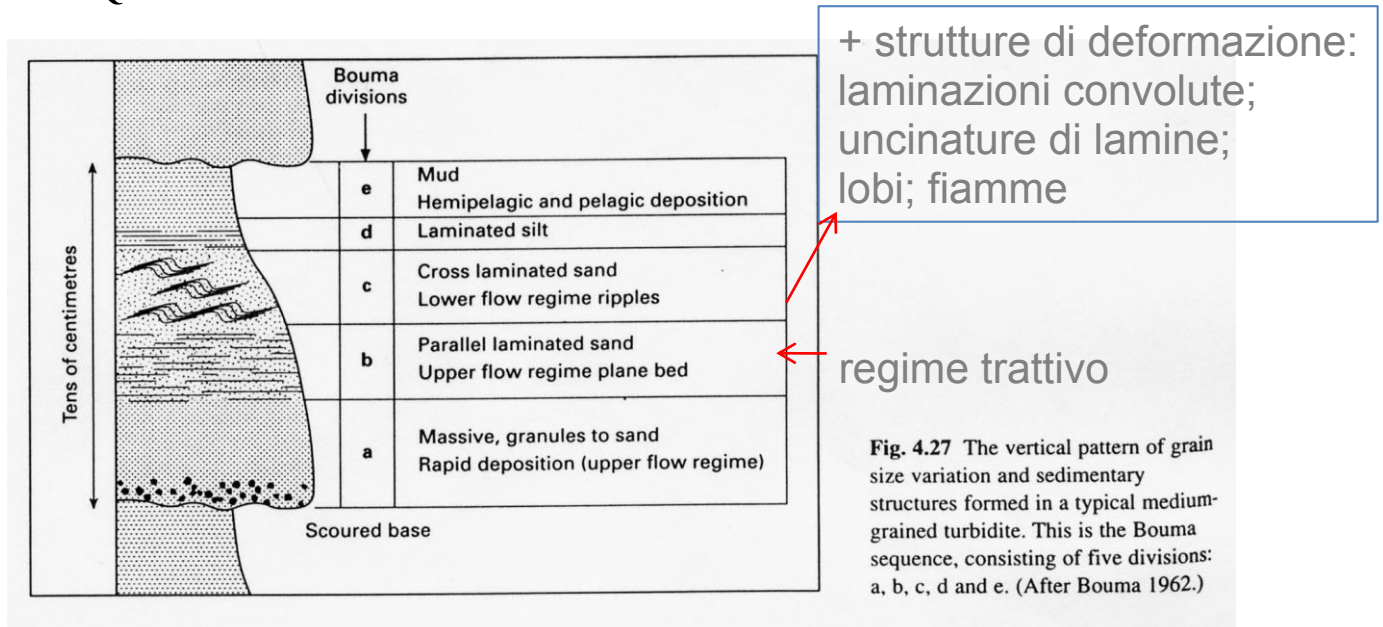 + strutture di deformazione:
laminazioni convolute;
uncinature di lamine;
lobi; fiamme
Bouma
divisions
e
Mud
Hemipelagic and pelagic deposition
d
Laminated silt
c
Cross laminated sand
Lower flow regime ripples
b
Parallel laminated sand
Upper flow regime plane bed
a
Massive, granules to sand
Rapid deposition (upper flow regime)
Tens of centimetres
Scoured base
regime trattivo
Fig. 4.27 The vertical pattern of grain
size variation and sedimentary
structures formed in a typical medium-
grained turbidite. This is the Bouma
sequence, consisting of five divisions:
a, b, c, d and e. (After Bouma 1962.)